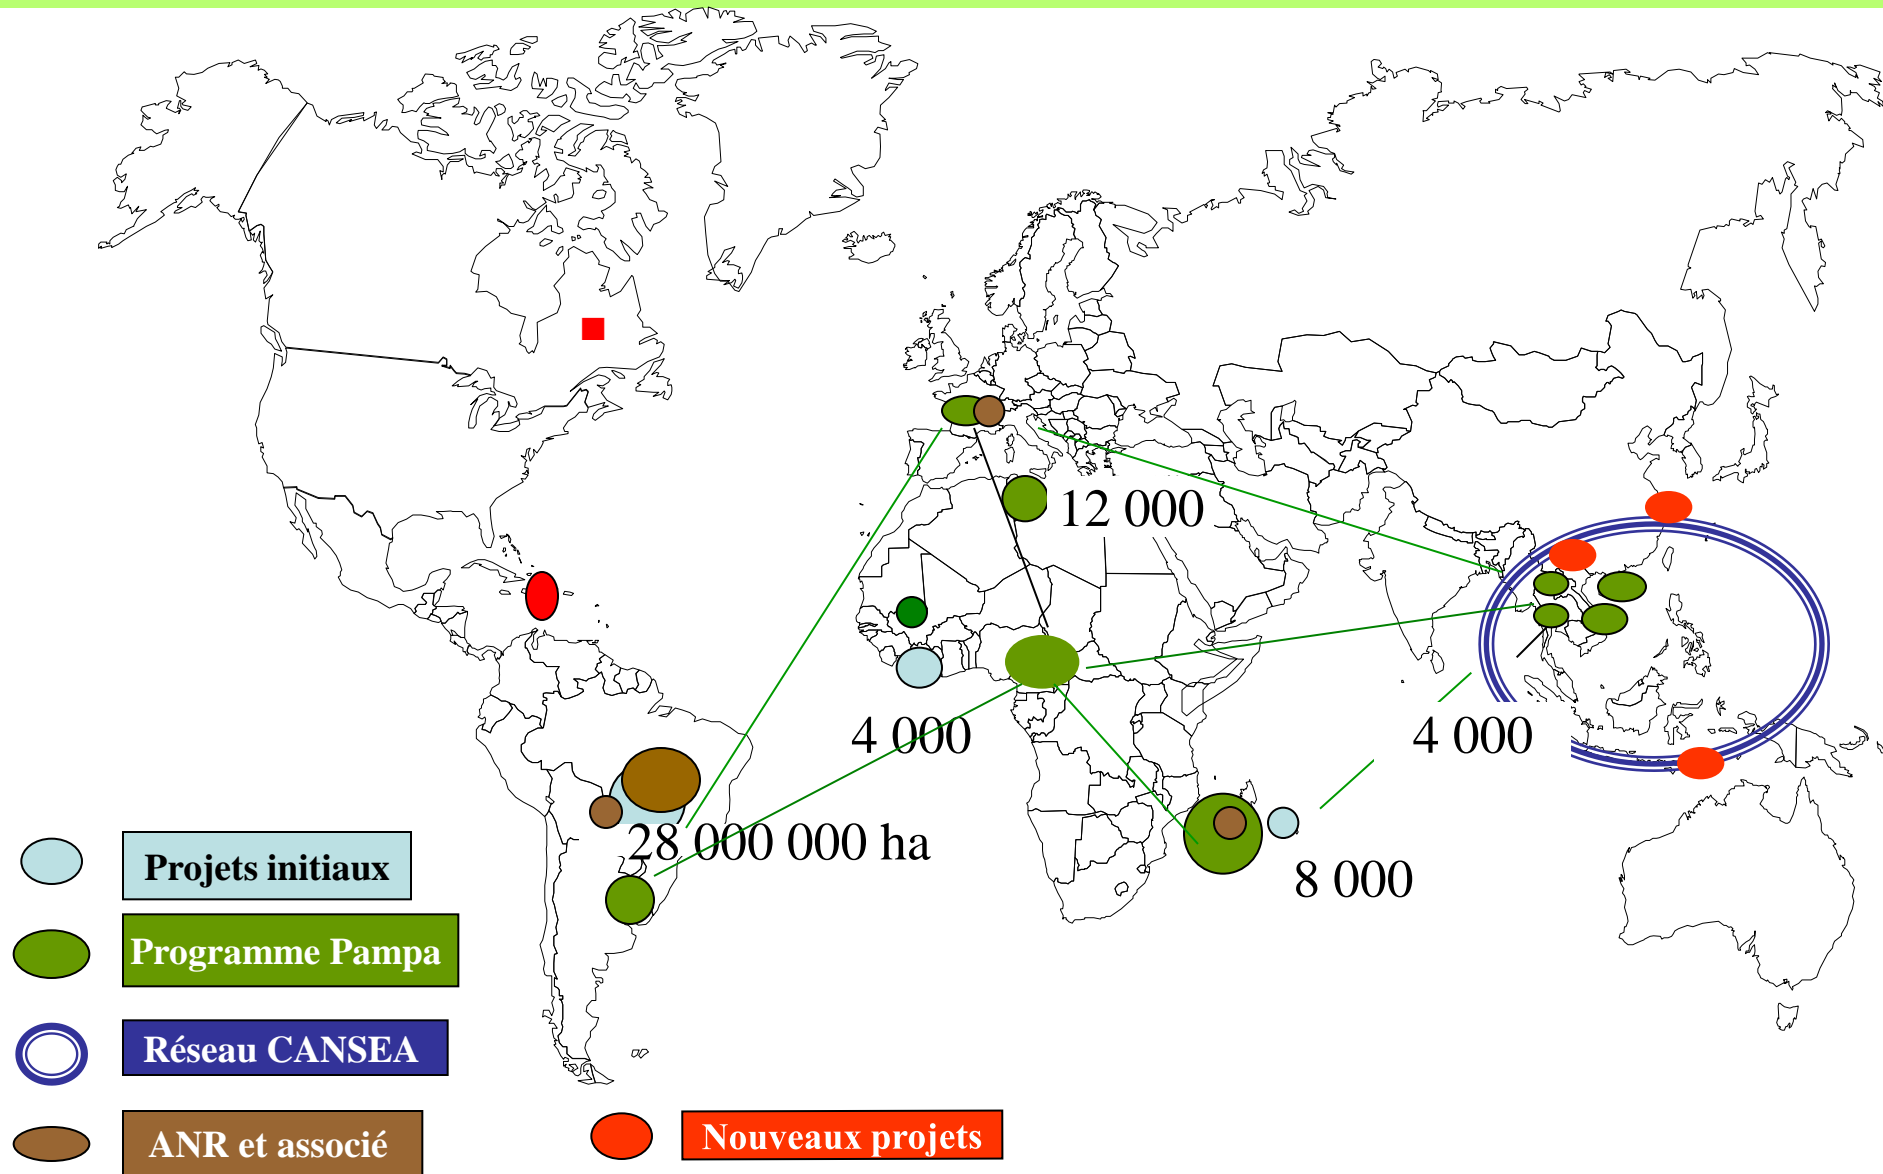 12 000
4 000
4 000
28 000 000 ha
8 000
Projets initiaux
Programme Pampa
Réseau CANSEA
ANR et associé
Nouveaux projets